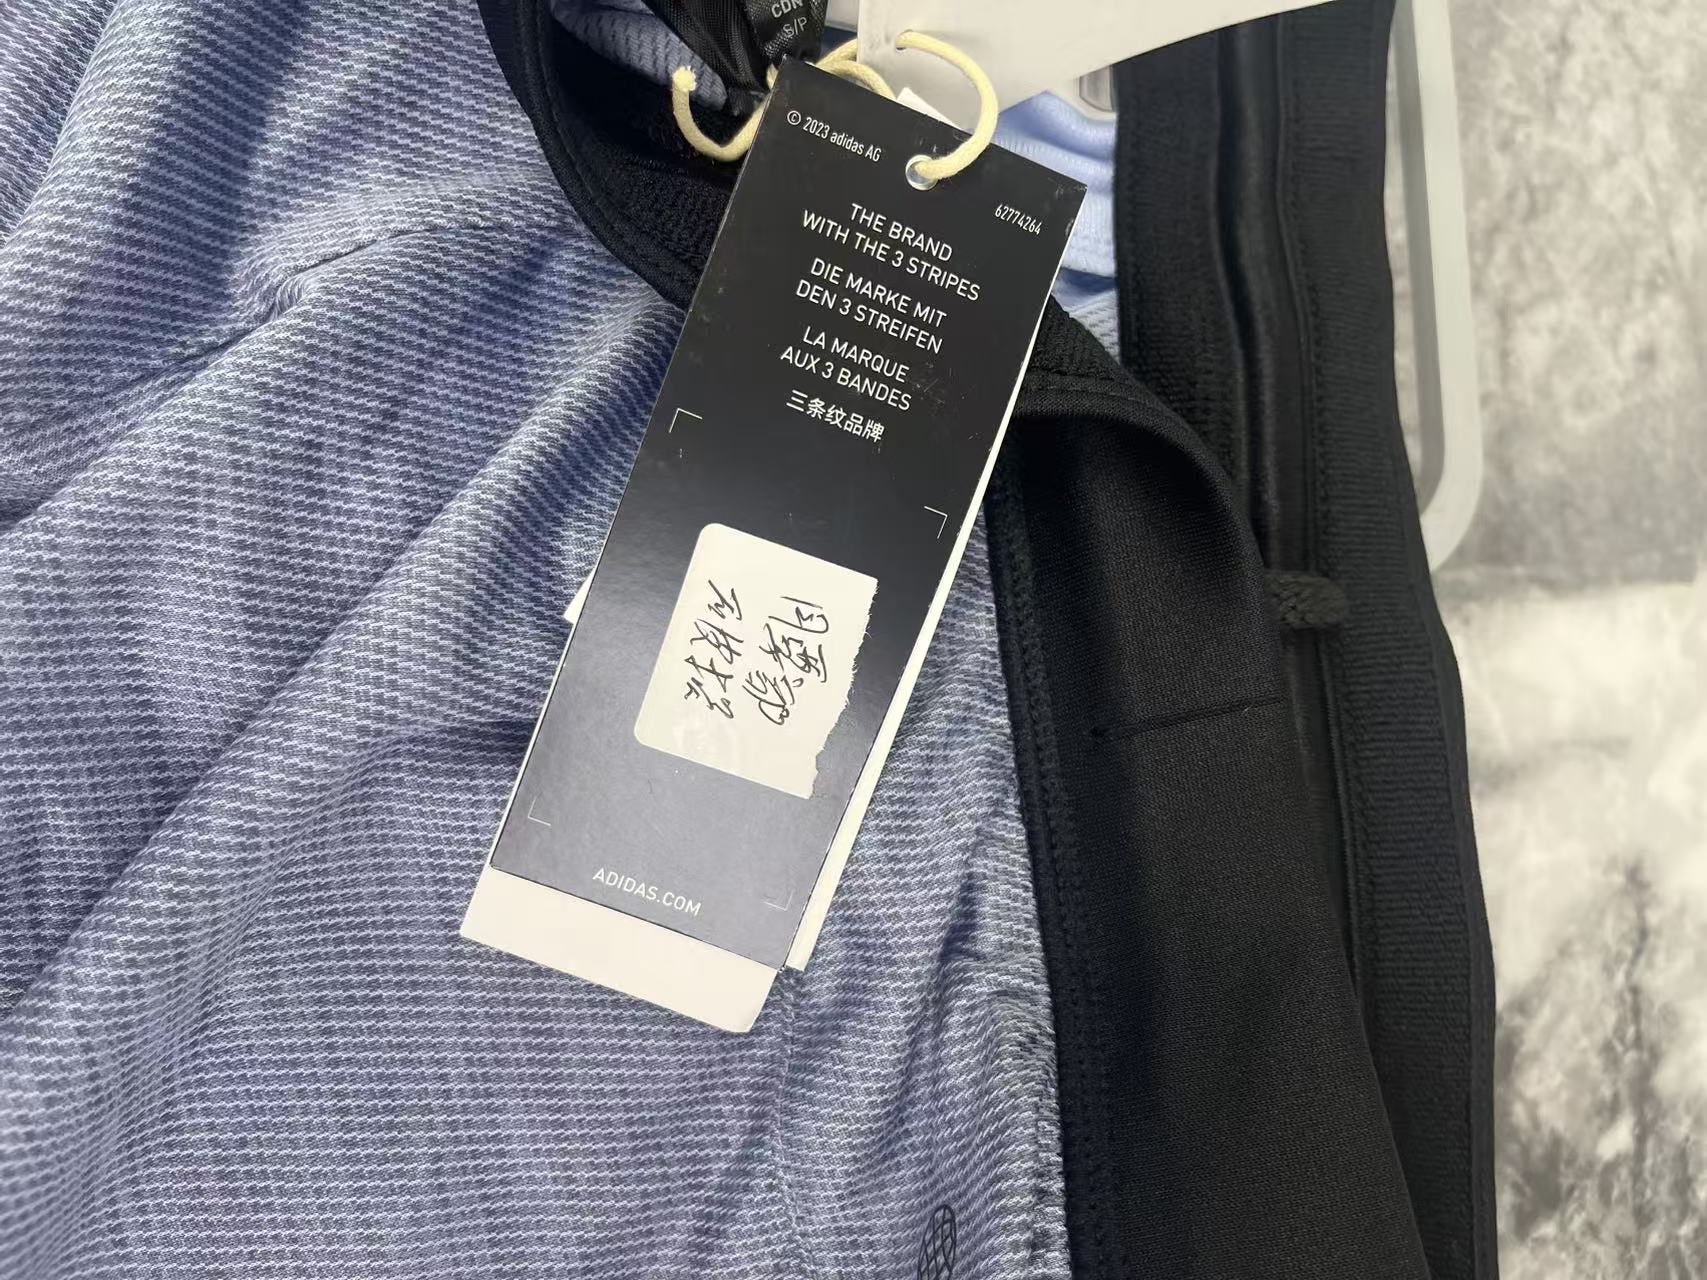 CDN
S/P
© 2023 adidas AG
62774264
THE BRAND
WITH THE 3 STRIPES
DIE MARKE MIT
DEN 3 STREIFEN
LA MARQUE
AUX 3 BANDES
三条纹品牌
ADIDAS.COM